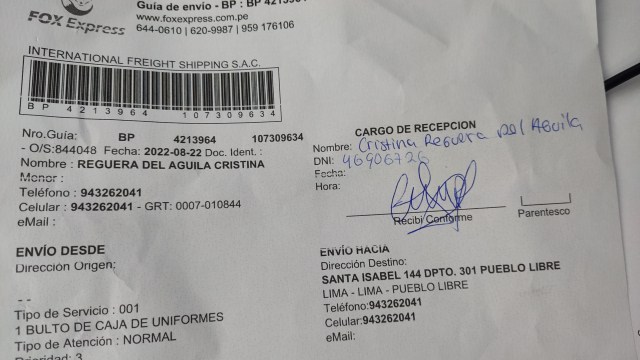 Guía de envío - BP : BP 4213964
FOX Express
www.foxexpress.com.pe
644-0610 | 620-9987 | 959 176106
INTERNATIONAL FREIGHT SHIPPING S.A.C.
BP 4213964 107309634
Nro.Guía: BP 4213964 107309634
- O/S:844048 Fecha: 2022-08-22 Doc. Ident. :
Nombre : REGUERA DEL AGUILA CRISTINA
Menor :
Teléfono : 943262041
Celular : 943262041 - GRT: 0007-010844
eMail :
ENVÍO DESDE
Dirección Origen:
- -
Tipo de Servicio : 001
1 BULTO DE CAJA DE UNIFORMES
Tipo de Atención : NORMAL
Prioridad: 3
CARGO DE RECEPCION
Nombre: Cristina Reguera Del Aguila
DNI: 46906726
Fecha:
Hora:
Recibí Conforme
Parentesco
ENVÍO HACIA
Dirección Destino:
SANTA ISABEL 144 DPTO. 301 PUEBLO LIBRE
LIMA - LIMA - PUEBLO LIBRE
Teléfono:943262041
Celular:943262041
eMail: